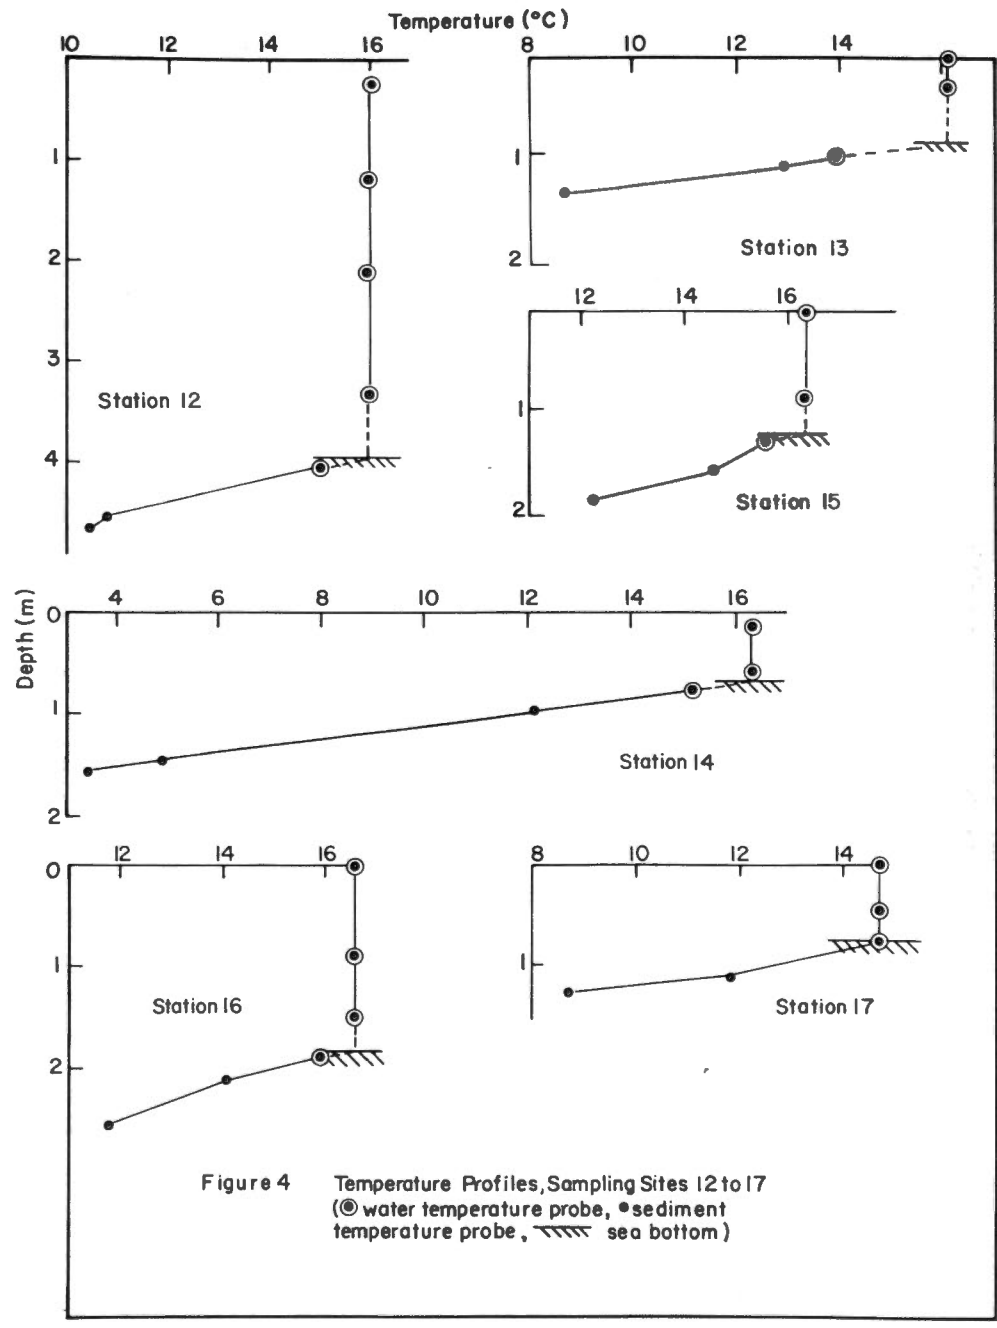 Temperature (°C)
10 12 14 16
8 10 12 14
1
2
3
4
Station 12
1
2
Station 13
12 14 16
1
2
Station 15
Depth (m)
4 6 8 10 12 14 16
0
1
2
Station 14
12 14 16
0
1
2
Station 16
8 10 12 14
1
Station 17
Figure 4 Temperature Profiles, Sampling Sites 12 to 17
( water temperature probe, sediment
temperature probe, sea bottom)